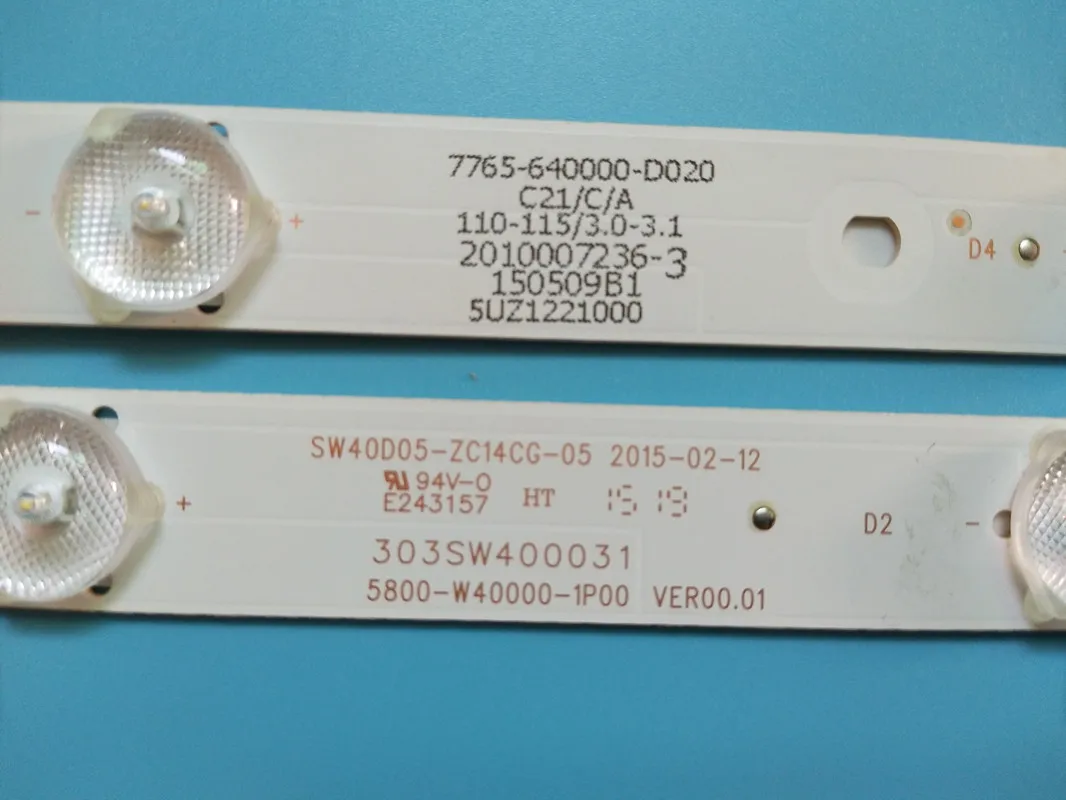 7765-640000-D020
C21/C/A
110-115/3.0-3.1
2010007236-3
150509B1
5UZ1221000
- +
D4
SW40D05-ZC14CG-05 2015-02-12
94V-0
E243157 HT 15 19
+ D2 -
303SW400031
5800-W40000-1P00 VER00.01